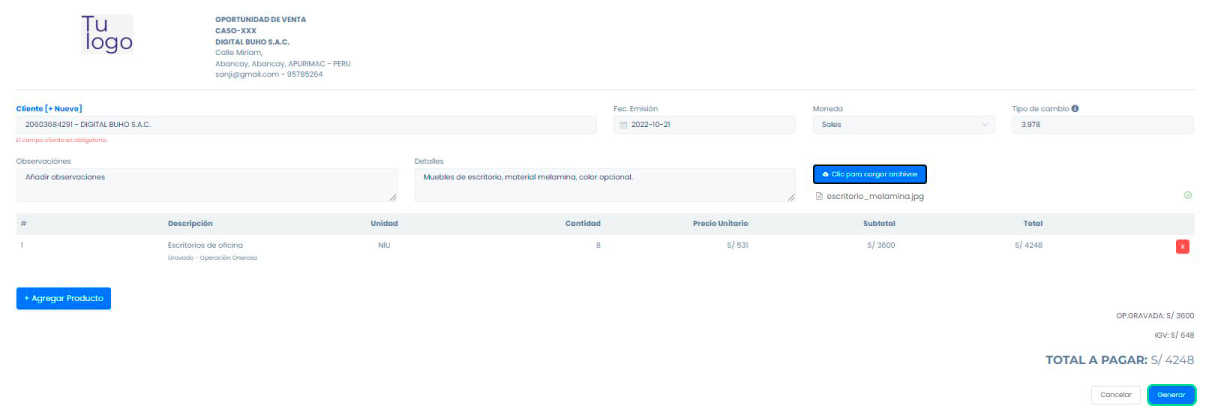 Tu
logo
OPORTUNIDAD DE VENTA
CASO-XXX
DIGITAL BUHO S.A.C.
Calle Miriam,
Abancay, Abancay, APURIMAC - PERU
sanji@gmail.com - 95785264
Cliente [+ Nuevo] Fec. Emisión Moneda Tipo de cambio
20603684291 - DIGITAL BUHO S.A.C. 2022-10-21 Soles 3.978
El campo cliente es obligatorio.
Observaciónes Detalles
Añadir observaciones Muebles de escritorio, material melamina, color opcional. Clic para cargar archivos
escritorio_melamina.jpg
# Descripción Unidad Cantidad Precio Unitario Subtotal Total
1 Escritorios de oficina NIU 8 S/ 531 S/ 3600 S/ 4248 x
Gravado - Operación Onerosa
+ Agregar Producto
OP.GRAVADA: S/ 3600
IGV: S/ 648
TOTAL A PAGAR: S/ 4248
Cancelar Generar